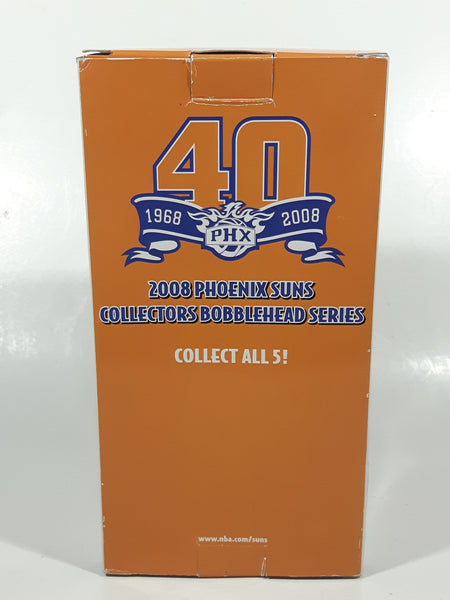 40
1968 PHX 2008
2008 PHOENIX SUNS
COLLECTORS BOBBLEHEAD SERIES
COLLECT ALL 5!
www.nba.com/suns